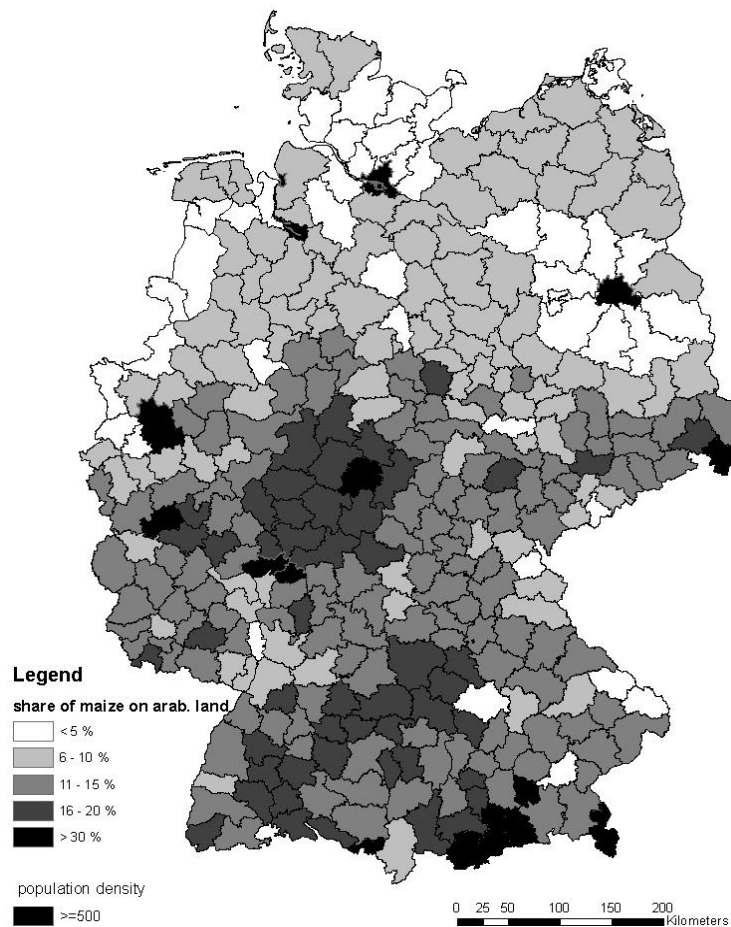 Legend
share of maize on arab. land
< 5 %
6 - 10 %
11 - 15 %
16 - 20 %
> 30 %
population density
>=500
0 25 50 100 150 200
Kilometers